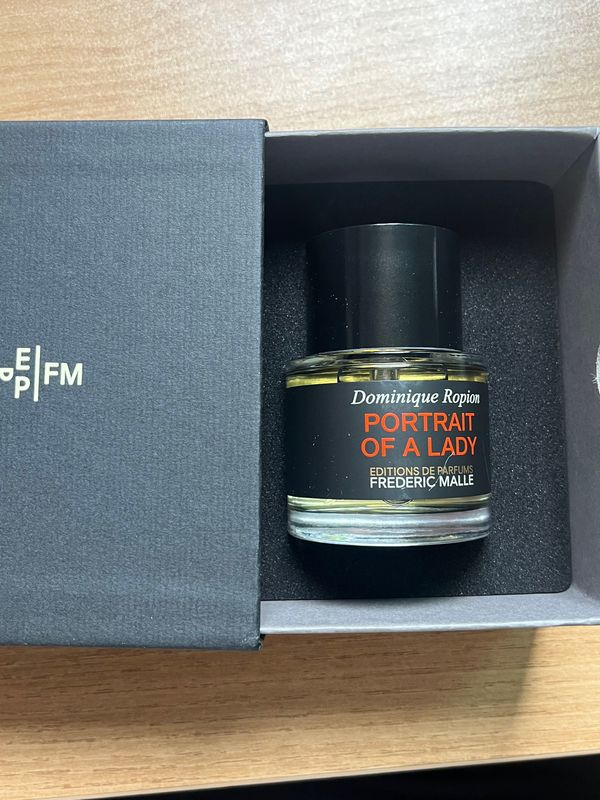 E
P
P|FM
Dominique Ropion
PORTRAIT
OF A LADY
EDITIONS DE PARFUMS
FREDERIC MALLE